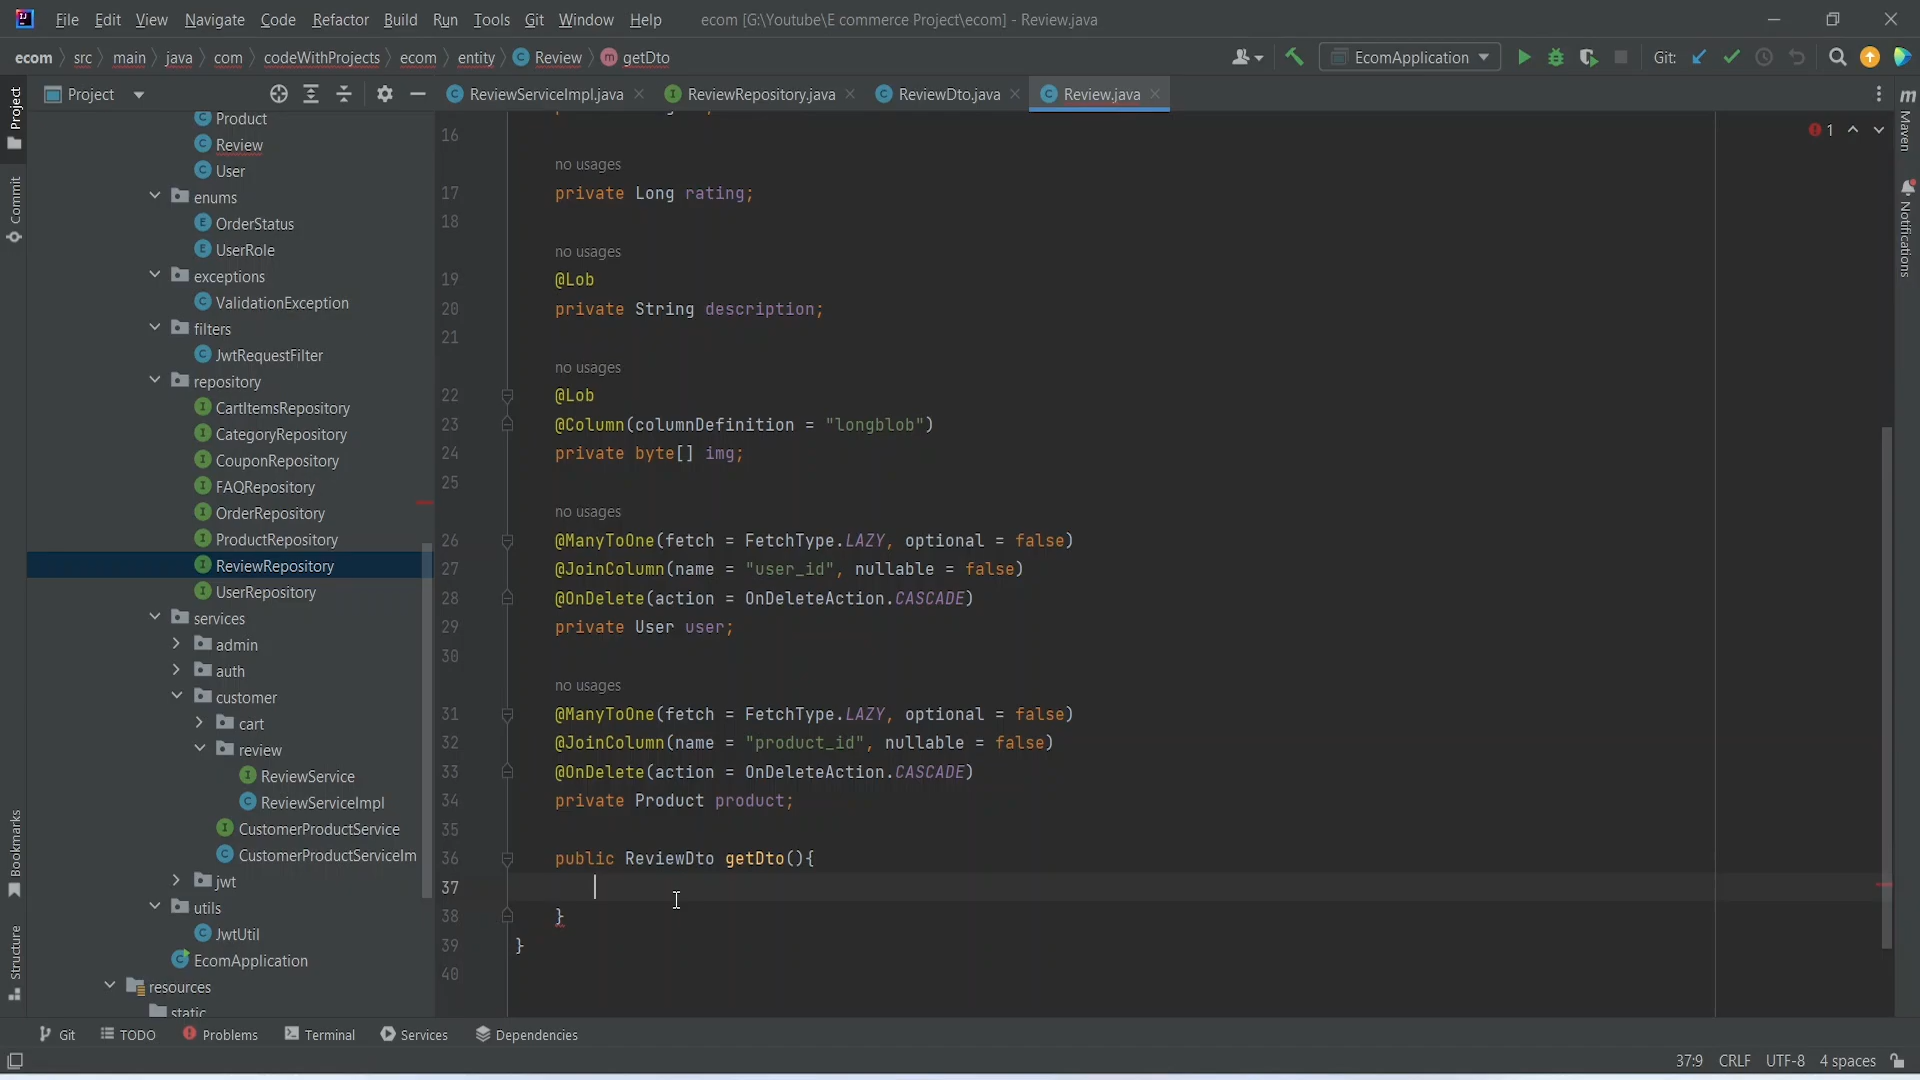 File Edit View Navigate Code Refactor Build Run Tools Git Window Help ecom [G:\Youtube\E commerce Project\ecom] - Review.java
ecom src main java com codeWithProjects ecom entity Review getDto EcomApplication Git:
Project ReviewServiceImpl.java ReviewRepository.java ReviewDto.java Review.java
Product
Review
User
enums
OrderStatus
UserRole
exceptions
ValidationException
filters
JwtRequestFilter
repository
CartItemsRepository
CategoryRepository
CouponRepository
FAQRepository
OrderRepository
ProductRepository
ReviewRepository
UserRepository
services
admin
auth
customer
cart
review
ReviewService
ReviewServiceImpl
CustomerProductService
CustomerProductServiceIm
jwt
utils
JwtUtil
EcomApplication
resources
static
16
no usages
17 private Long rating;
18
no usages
19 @Lob
20 private String description;
21
no usages
22 @Lob
23 @Column(columnDefinition = "longblob")
24 private byte[] img;
25
no usages
26 @ManyToOne(fetch = FetchType.LAZY, optional = false)
27 @JoinColumn(name = "user_id", nullable = false)
28 @OnDelete(action = OnDeleteAction.CASCADE)
29 private User user;
30
no usages
31 @ManyToOne(fetch = FetchType.LAZY, optional = false)
32 @JoinColumn(name = "product_id", nullable = false)
33 @OnDelete(action = OnDeleteAction.CASCADE)
34 private Product product;
35
36 public ReviewDto getDto(){
37
38 }
39 }
40
1
Project
Commit
Bookmarks
Structure
m
Maven
Notifications
Git TODO Problems Terminal Services Dependencies
37:9 CRLF UTF-8 4 spaces